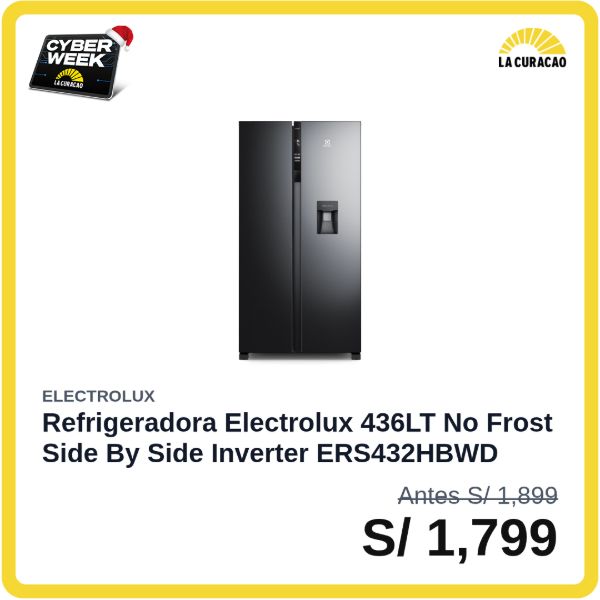 CYBER
WEEK
LA CURACAO
LA CURACAO
ELECTROLUX
Refrigeradora Electrolux 436LT No Frost
Side By Side Inverter ERS432HBWD
Antes S/ 1,899
S/ 1,799